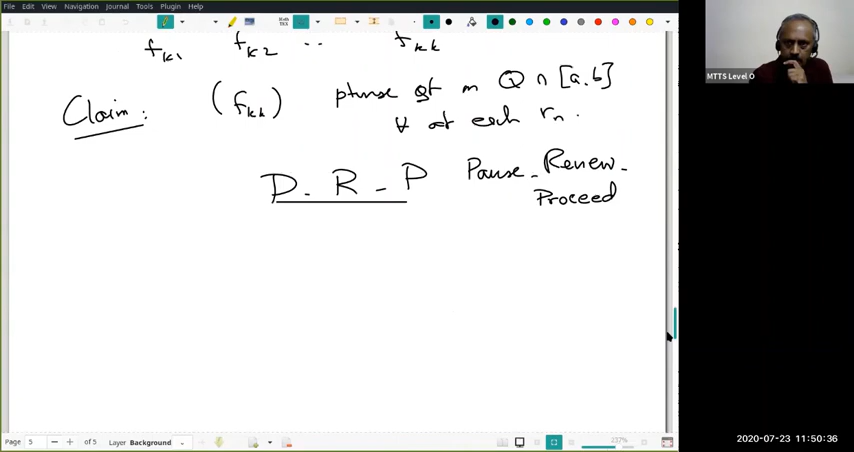 File Edit View Navigation Journal Tools Plugin Help
f_{k1} f_{k2} .. f_{kk}
Claim : (f_{kk}) ptwise cgt on Q ∩ [a.b]
∀ at each r_n .
P - R - P Pause - Renew -
Proceed
MTTS Level O
Page 5 of 5 Layer Background 237%
2020-07-23 11:50:36